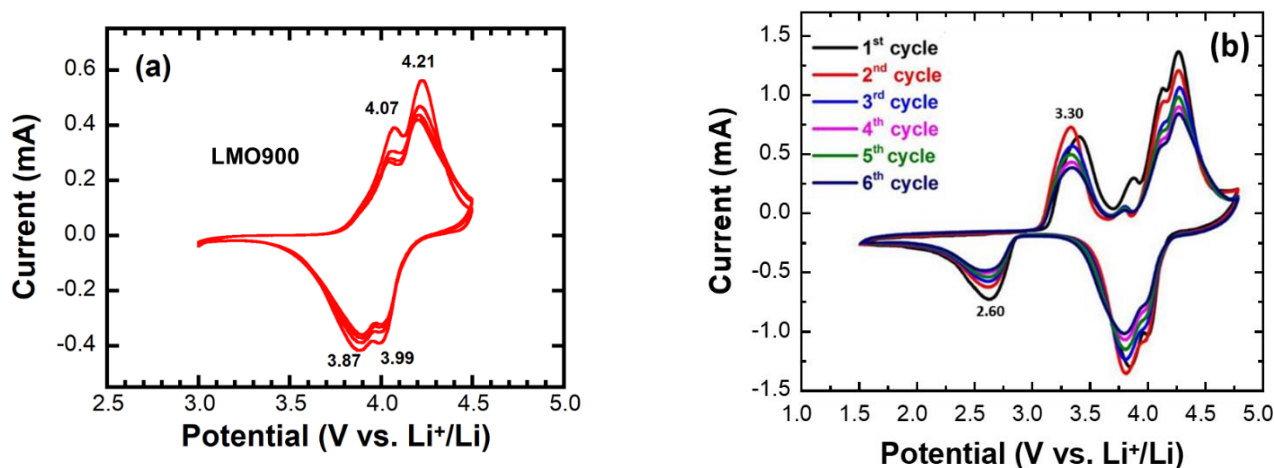 (a)
4.21
4.07
LMO900
3.87
3.99
0.6
0.4
0.2
0.0
-0.2
-0.4
Current (mA)
2.5 3.0 3.5 4.0 4.5 5.0
Potential (V vs. Li⁺/Li)
(b)
1st cycle
2nd cycle
3rd cycle
4th cycle
5th cycle
6th cycle
3.30
2.60
1.5
1.0
0.5
0.0
-0.5
-1.0
-1.5
Current (mA)
1.0 1.5 2.0 2.5 3.0 3.5 4.0 4.5 5.0
Potential (V vs. Li⁺/Li)